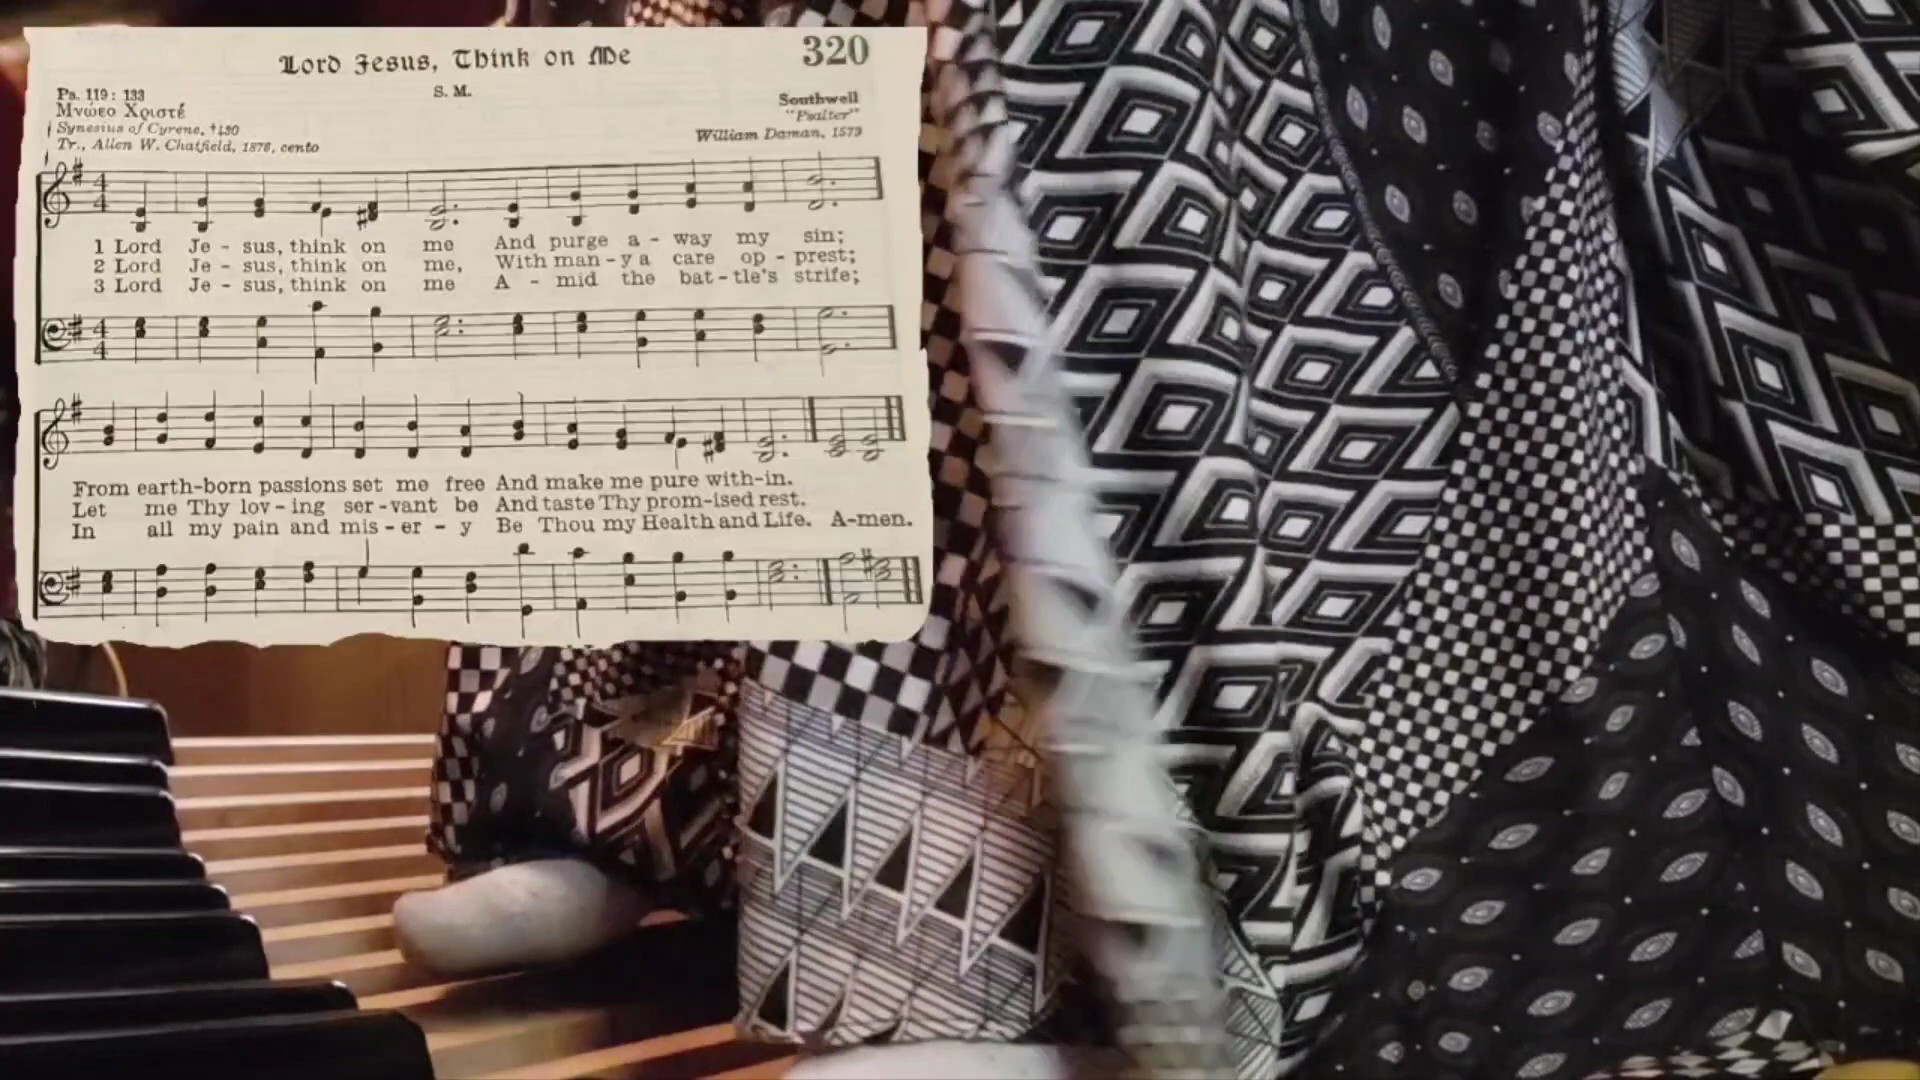 Lord Jesus, Think on Me
320
Ps. 119: 133
S. M.
Southwell
Μνώεο Χριστέ
"Psalter"
Synesius of Cyrene, †430
William Daman, 1579
Tr., Allen W. Chatfield, 1876, cento
4
4
1 Lord Je - sus, think on me And purge a - way my sin;
2 Lord Je - sus, think on me, With man - y a care op - prest;
3 Lord Je - sus, think on me A - mid the bat - tle's strife;
4
4
From earth-born passions set me free And make me pure with-in.
Let me Thy lov - ing ser - vant be And taste Thy prom-ised rest.
In all my pain and mis - er - y Be Thou my Health and Life. A-men.